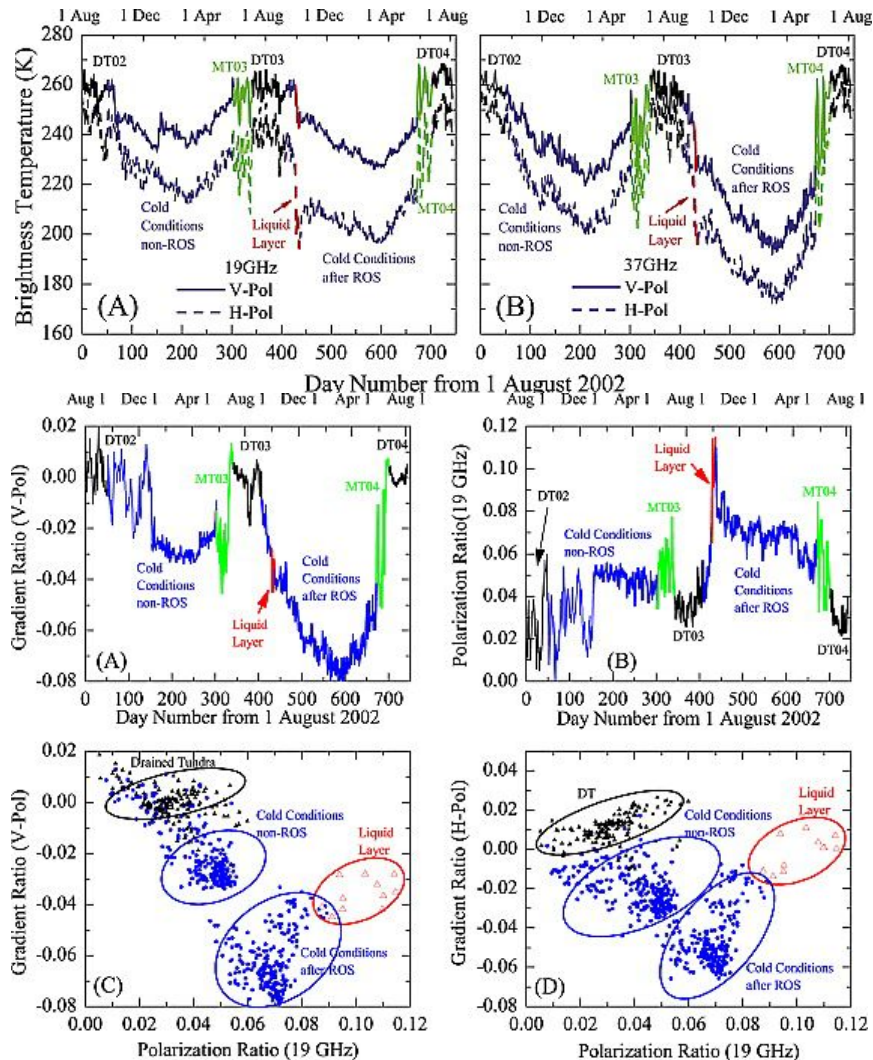 1 Aug 1 Dec 1 Apr 1 Aug 1 Dec 1 Apr 1 Aug
1 Dec 1 Apr 1 Aug 1 Dec 1 Apr 1 Aug
Brightness Temperature (K)
260
240
220
200
180
160
DT02
MT03
DT03
DT04
MT04
Cold
Conditions
non-ROS
Liquid
Layer
Cold Conditions
after ROS
19GHz
V-Pol
H-Pol
(A)
0 100 200 300 400 500 600 700
260
240
220
200
180
160
DT02
MT03
DT03
DT04
MT04
Cold
Conditions
non-ROS
Liquid
Layer
Cold
Conditions
after ROS
37GHz
V-Pol
H-Pol
(B)
0 100 200 300 400 500 600 700
Day Number from 1 August 2002
Aug 1 Dec 1 Apr 1 Aug 1 Dec 1 Apr 1 Aug 1
Aug 1 Dec 1 Apr 1 Aug 1 Dec 1 Apr 1 Aug 1
Gradient Ratio (V-Pol)
0.02
0.00
-0.02
-0.04
-0.06
-0.08
DT02
MT03
DT03
DT04
MT04
Cold
Conditions
non-ROS
Cold
Conditions
after ROS
Liquid
Layer
(A)
0 100 200 300 400 500 600 700
Day Number from 1 August 2002
Polarization Ratio(19 GHz)
0.12
0.10
0.08
0.06
0.04
0.02
0.00
DT02
Cold Conditions
non-ROS
MT03
Liquid
Layer
MT04
DT03
Cold
Conditions
after ROS
DT04
(B)
0 100 200 300 400 500 600 700
Day Number from 1 August 2002
Gradient Ratio (V-Pol)
0.02
0.00
-0.02
-0.04
-0.06
-0.08
Drained Tundra
Cold Conditions
non-ROS
Liquid
Layer
Cold Conditions
after ROS
(C)
0.00 0.02 0.04 0.06 0.08 0.10 0.12
Polarization Ratio (19 GHz)
Gradient Ratio (H-Pol)
0.04
0.02
0.00
-0.02
-0.04
-0.06
-0.08
DT
Cold Conditions
non-ROS
Liquid
Layer
Cold Conditions
after ROS
(D)
0.00 0.02 0.04 0.06 0.08 0.10 0.12
Polarization Ratio (19 GHz)